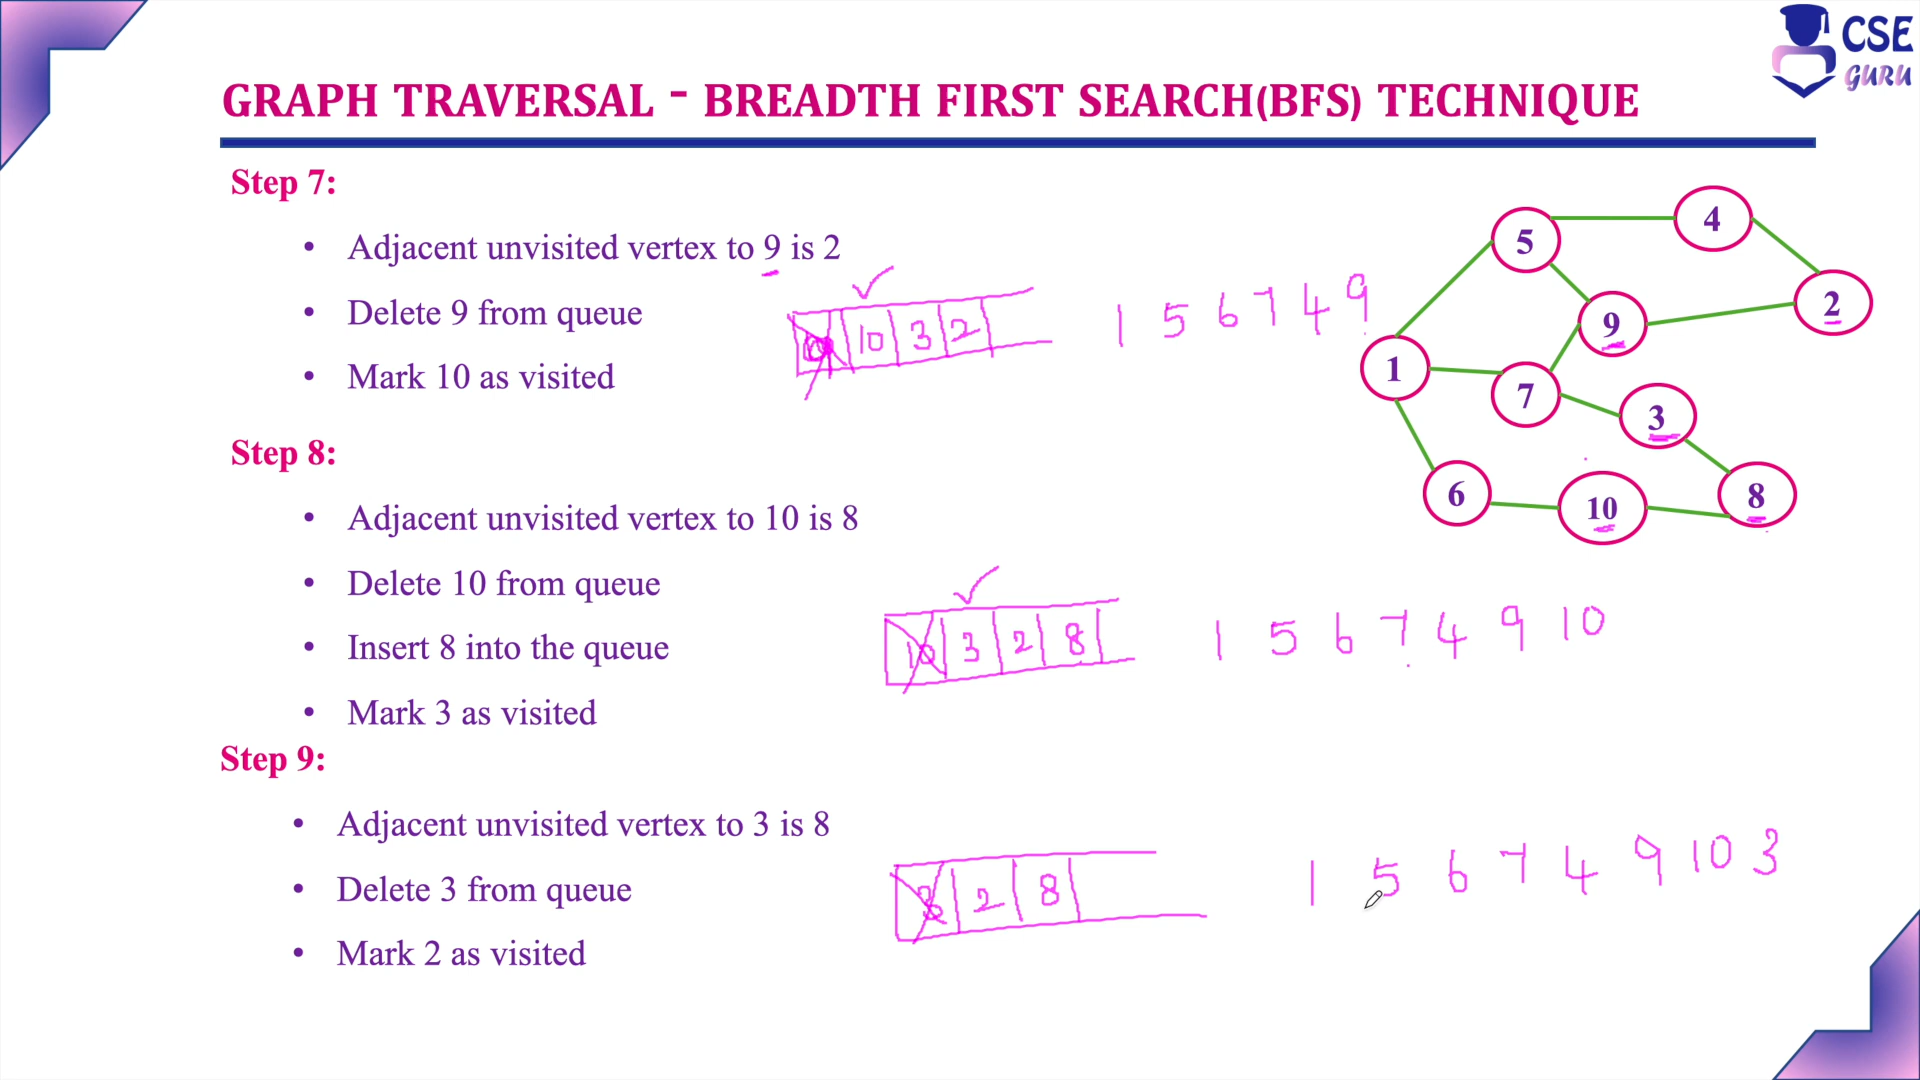 CSE
GURU
GRAPH TRAVERSAL - BREADTH FIRST SEARCH(BFS) TECHNIQUE
Step 7:
• Adjacent unvisited vertex to 9 is 2
• Delete 9 from queue
• Mark 10 as visited
10 3 2
1 5 6 7 4 9
Step 8:
• Adjacent unvisited vertex to 10 is 8
• Delete 10 from queue
• Insert 8 into the queue
• Mark 3 as visited
10 3 2 8
1 5 6 7 4 9 10
Step 9:
• Adjacent unvisited vertex to 3 is 8
• Delete 3 from queue
• Mark 2 as visited
3 2 8
1 5 6 7 4 9 10 3
4
5
2
9
1
7
3
6
10
8